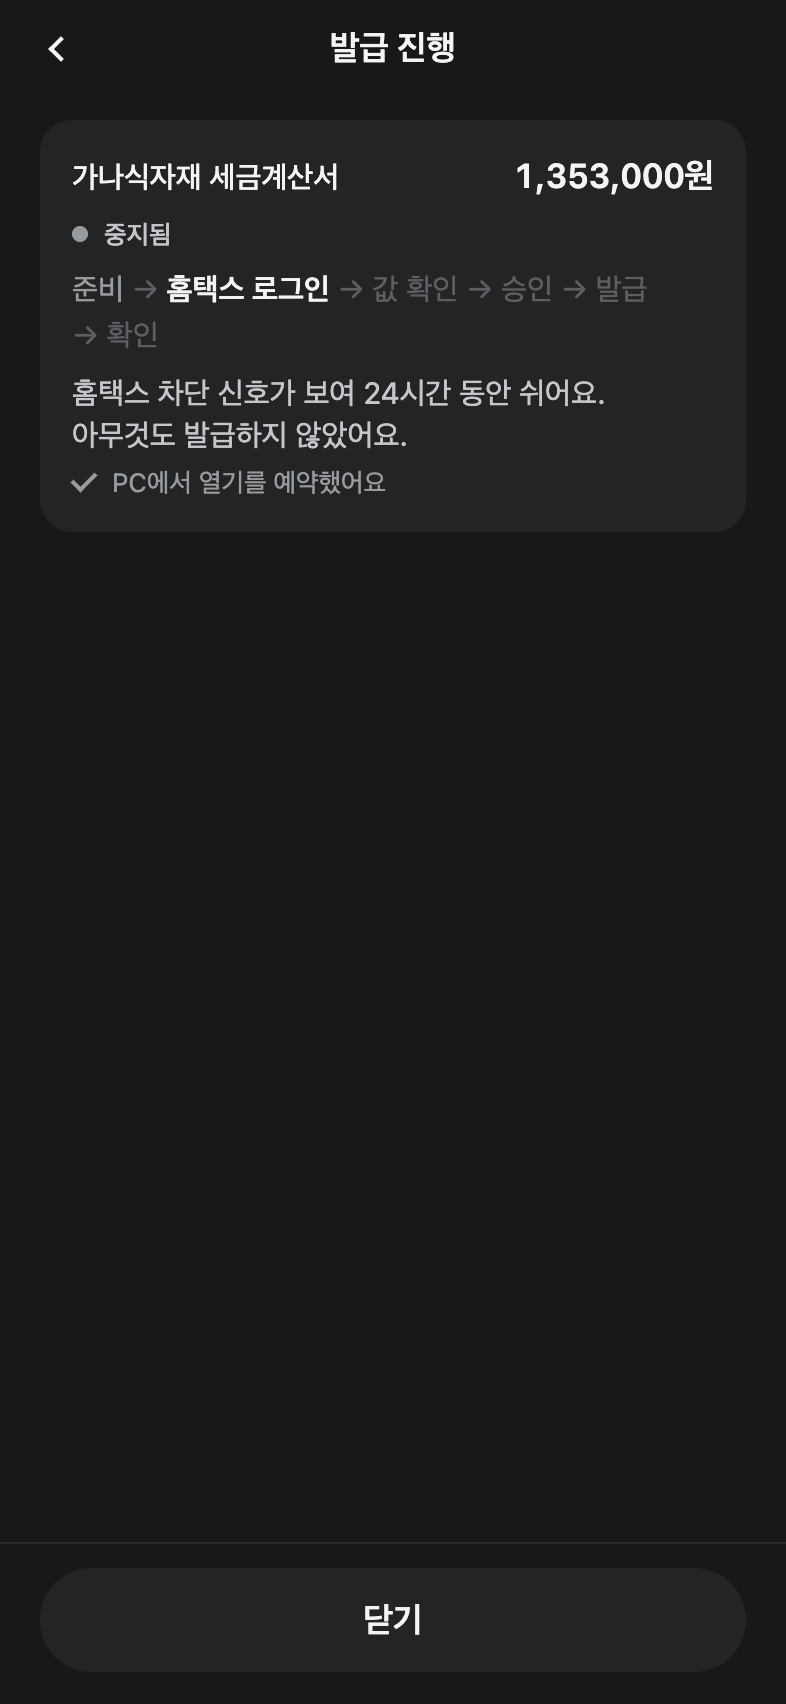 발급 진행
가나식자재 세금계산서 1,353,000원
중지됨
준비 → 홈택스 로그인 → 값 확인 → 승인 → 발급
→ 확인
홈택스 차단 신호가 보여 24시간 동안 쉬어요.
아무것도 발급하지 않았어요.
PC에서 열기를 예약했어요
닫기